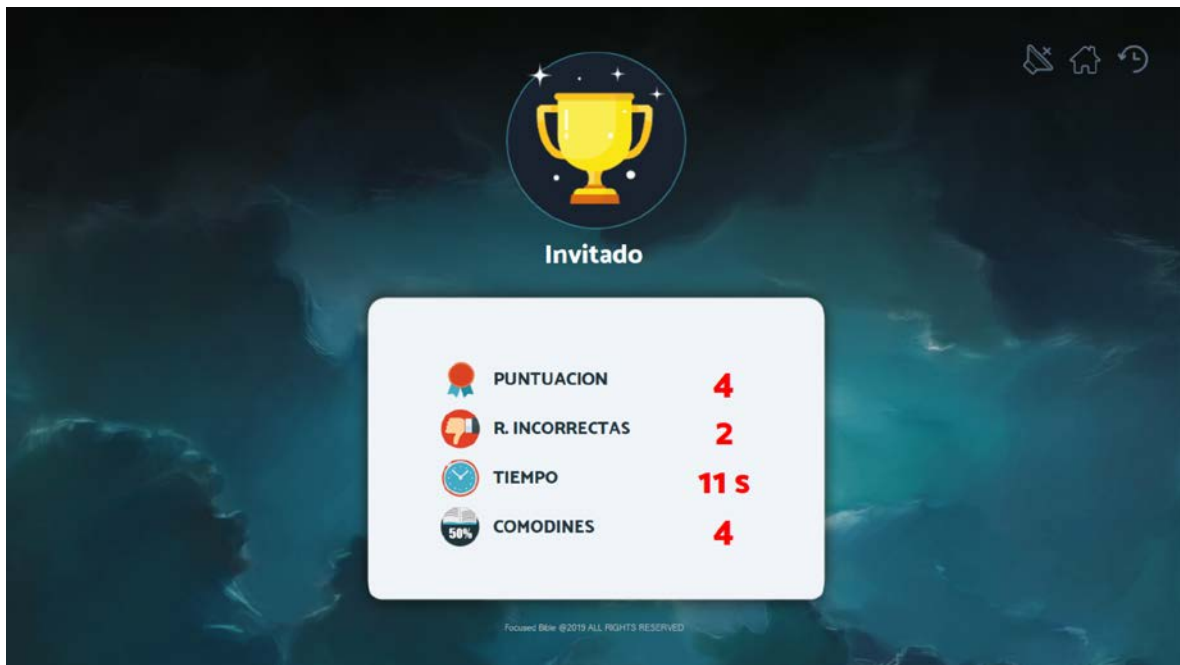 Invitado
PUNTUACION 4
R. INCORRECTAS 2
TIEMPO 11 s
50% COMODINES 4
Focused Bible @2019 ALL RIGHTS RESERVED